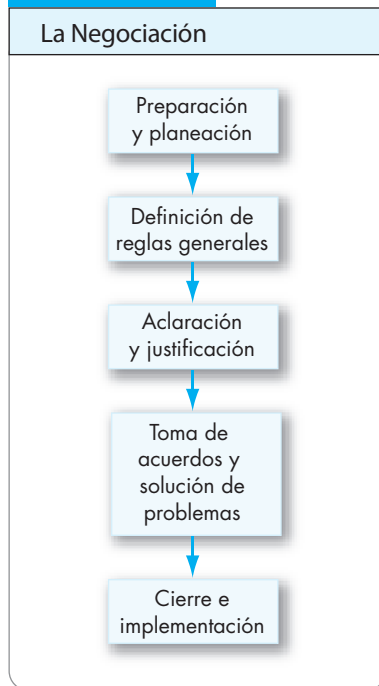 La Negociación
Preparación
y planeación
Definición de
reglas generales
Aclaración
y justificación
Toma de
acuerdos y
solución de
problemas
Cierre e
implementación